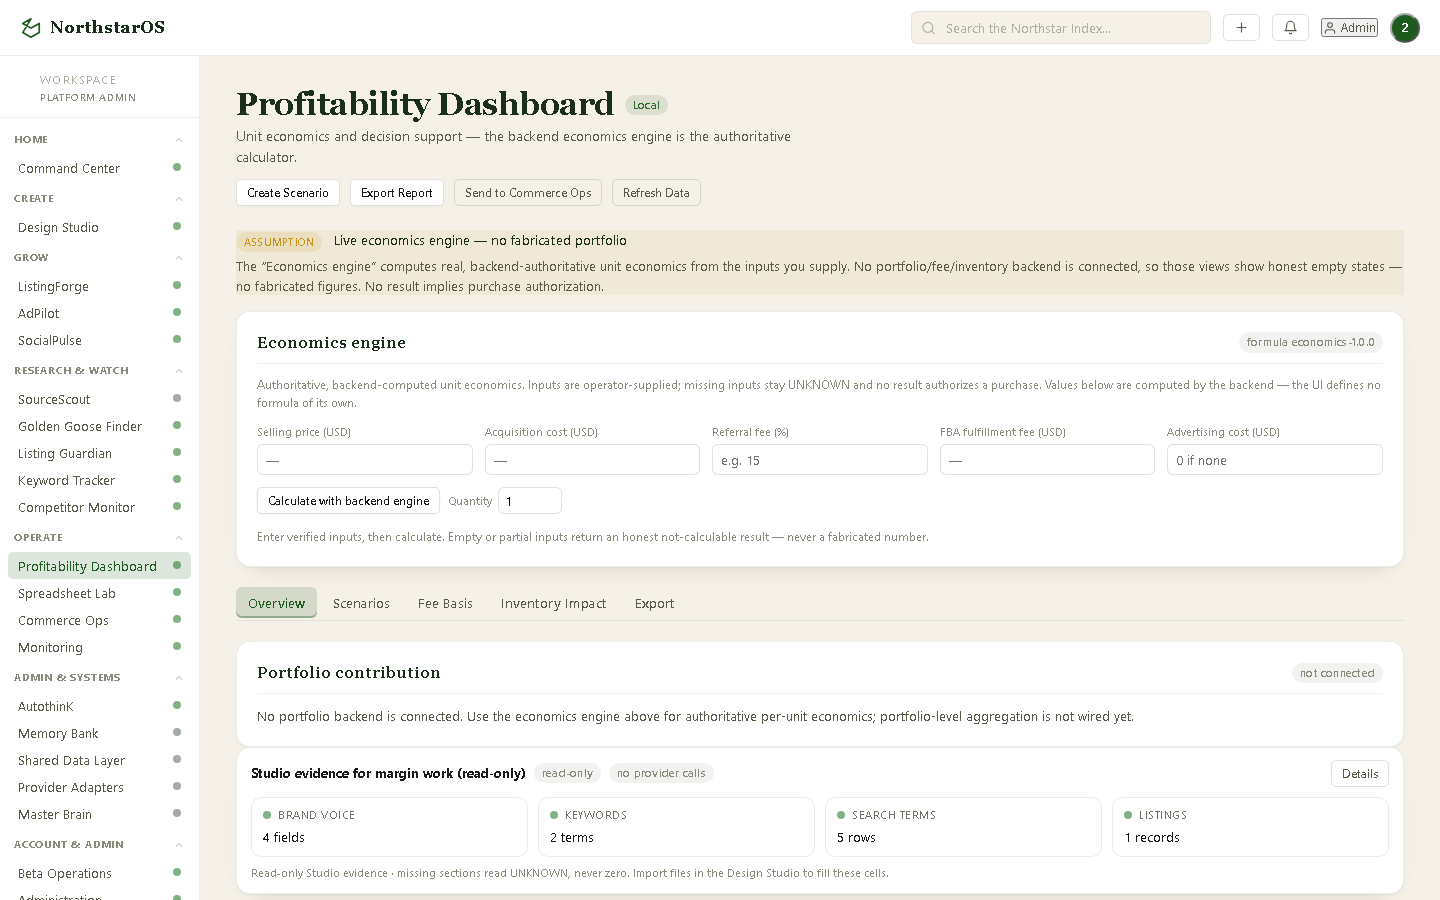 NorthstarOS
Search the Northstar Index...
Admin
2
WORKSPACE
PLATFORM ADMIN
HOME
Command Center
CREATE
Design Studio
GROW
ListingForge
AdPilot
SocialPulse
RESEARCH & WATCH
SourceScout
Golden Goose Finder
Listing Guardian
Keyword Tracker
Competitor Monitor
OPERATE
Profitability Dashboard
Spreadsheet Lab
Commerce Ops
Monitoring
ADMIN & SYSTEMS
AutothinK
Memory Bank
Shared Data Layer
Provider Adapters
Master Brain
ACCOUNT & ADMIN
Beta Operations
Administration
Profitability Dashboard Local
Unit economics and decision support — the backend economics engine is the authoritative
calculator.
Create Scenario Export Report Send to Commerce Ops Refresh Data
ASSUMPTION Live economics engine — no fabricated portfolio
The "Economics engine" computes real, backend-authoritative unit economics from the inputs you supply. No portfolio/fee/inventory backend is connected, so those views show honest empty states —
no fabricated figures. No result implies purchase authorization.
Economics engine formula economics-1.0.0
Authoritative, backend-computed unit economics. Inputs are operator-supplied; missing inputs stay UNKNOWN and no result authorizes a purchase. Values below are computed by the backend — the UI defines no
formula of its own.
Selling price (USD) Acquisition cost (USD) Referral fee (%) FBA fulfillment fee (USD) Advertising cost (USD)
— — e.g. 15 — 0 if none
Calculate with backend engine Quantity 1
Enter verified inputs, then calculate. Empty or partial inputs return an honest not-calculable result — never a fabricated number.
Overview Scenarios Fee Basis Inventory Impact Export
Portfolio contribution not connected
No portfolio backend is connected. Use the economics engine above for authoritative per-unit economics; portfolio-level aggregation is not wired yet.
Studio evidence for margin work (read-only) read-only no provider calls Details
BRAND VOICE KEYWORDS SEARCH TERMS LISTINGS
4 fields 2 terms 5 rows 1 records
Read-only Studio evidence · missing sections read UNKNOWN, never zero. Import files in the Design Studio to fill these cells.